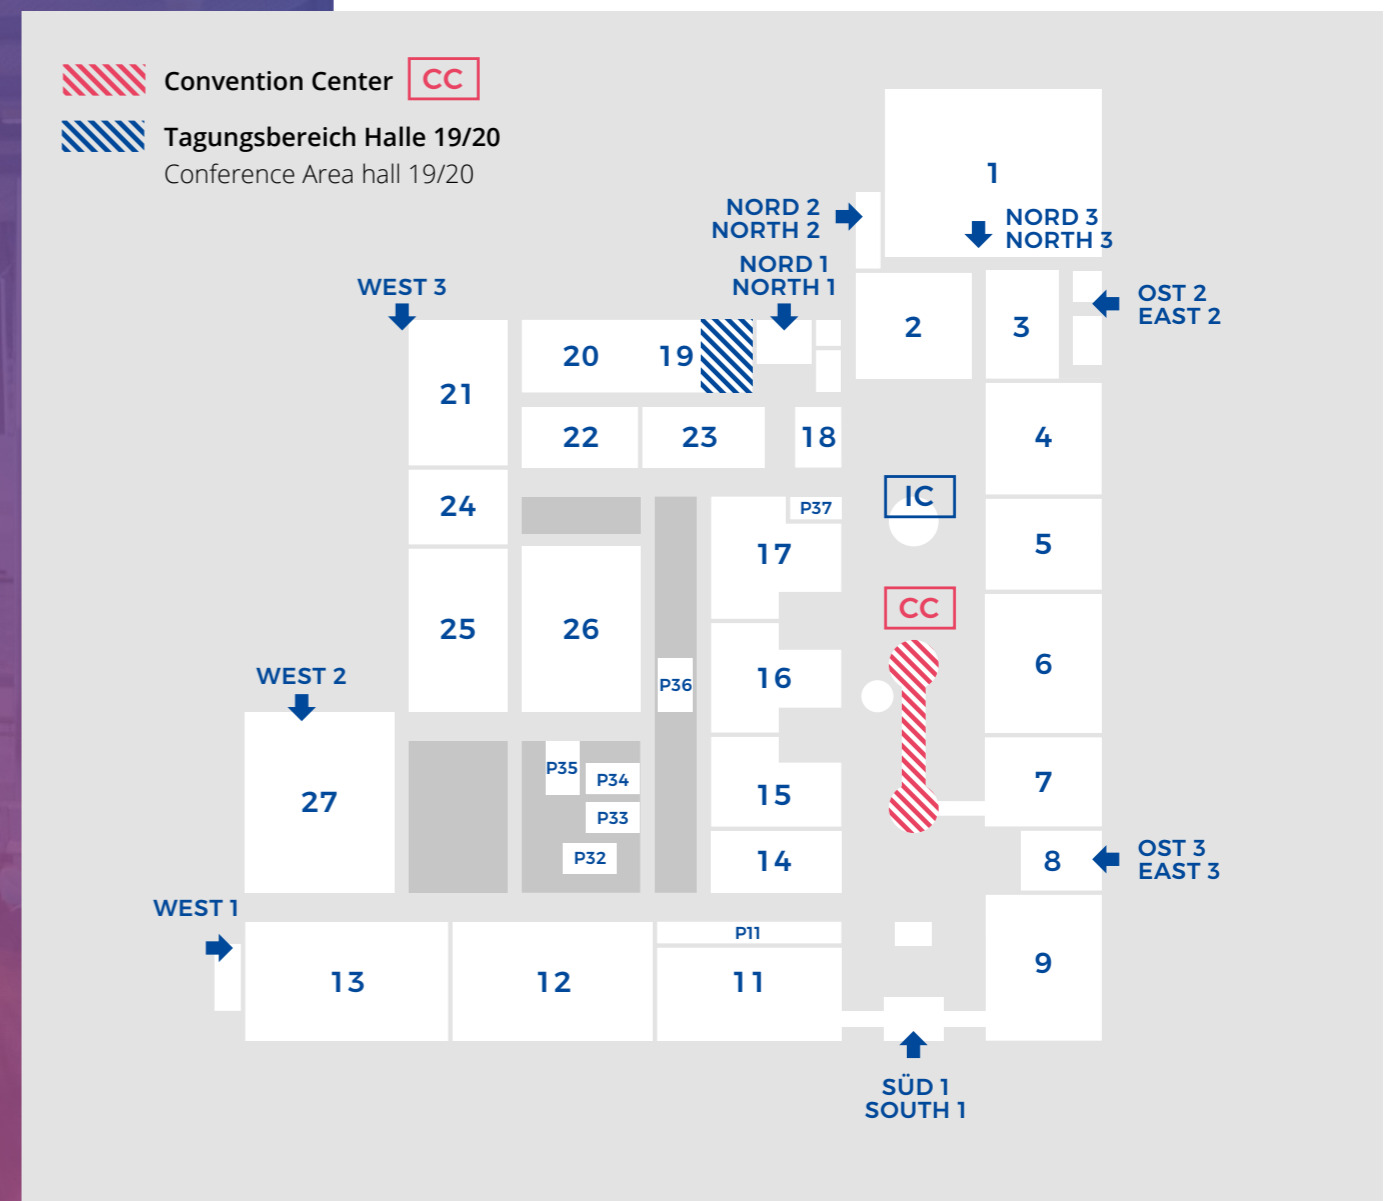 Convention Center CC
Tagungsbereich Halle 19/20
Conference Area hall 19/20
1
NORD 2
NORTH 2
NORD 3
NORTH 3
NORD 1
NORTH 1
WEST 3
OST 2
EAST 2
2
3
20
19
21
22
23
18
4
IC
24
P37
17
5
CC
25
26
6
WEST 2
P36
16
P35
P34
7
27
15
P33
P32
14
8
OST 3
EAST 3
WEST 1
P11
9
13
12
11
SÜD 1
SOUTH 1